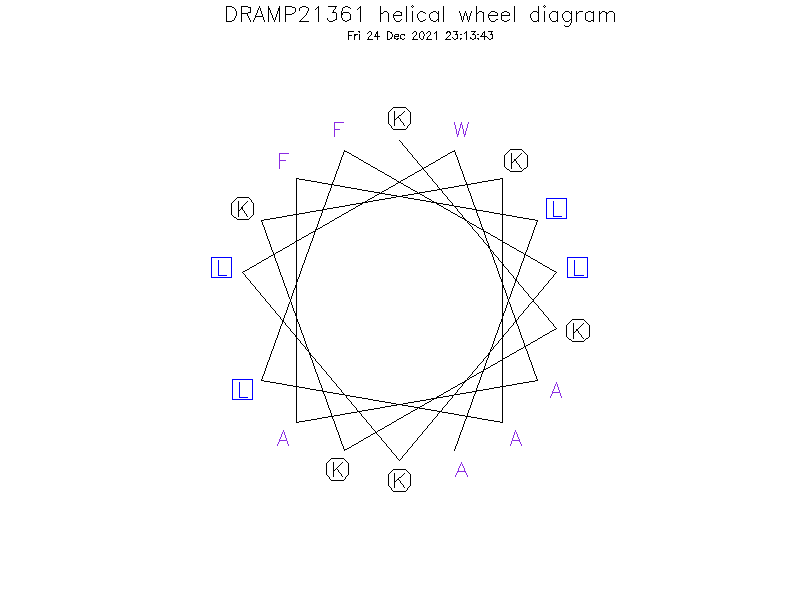 DRAMP21361 helical wheel diagram
Fri 24 Dec 2021 23:13:43
K
F W
F K
K L
L L
K
L A
A A
K A
K